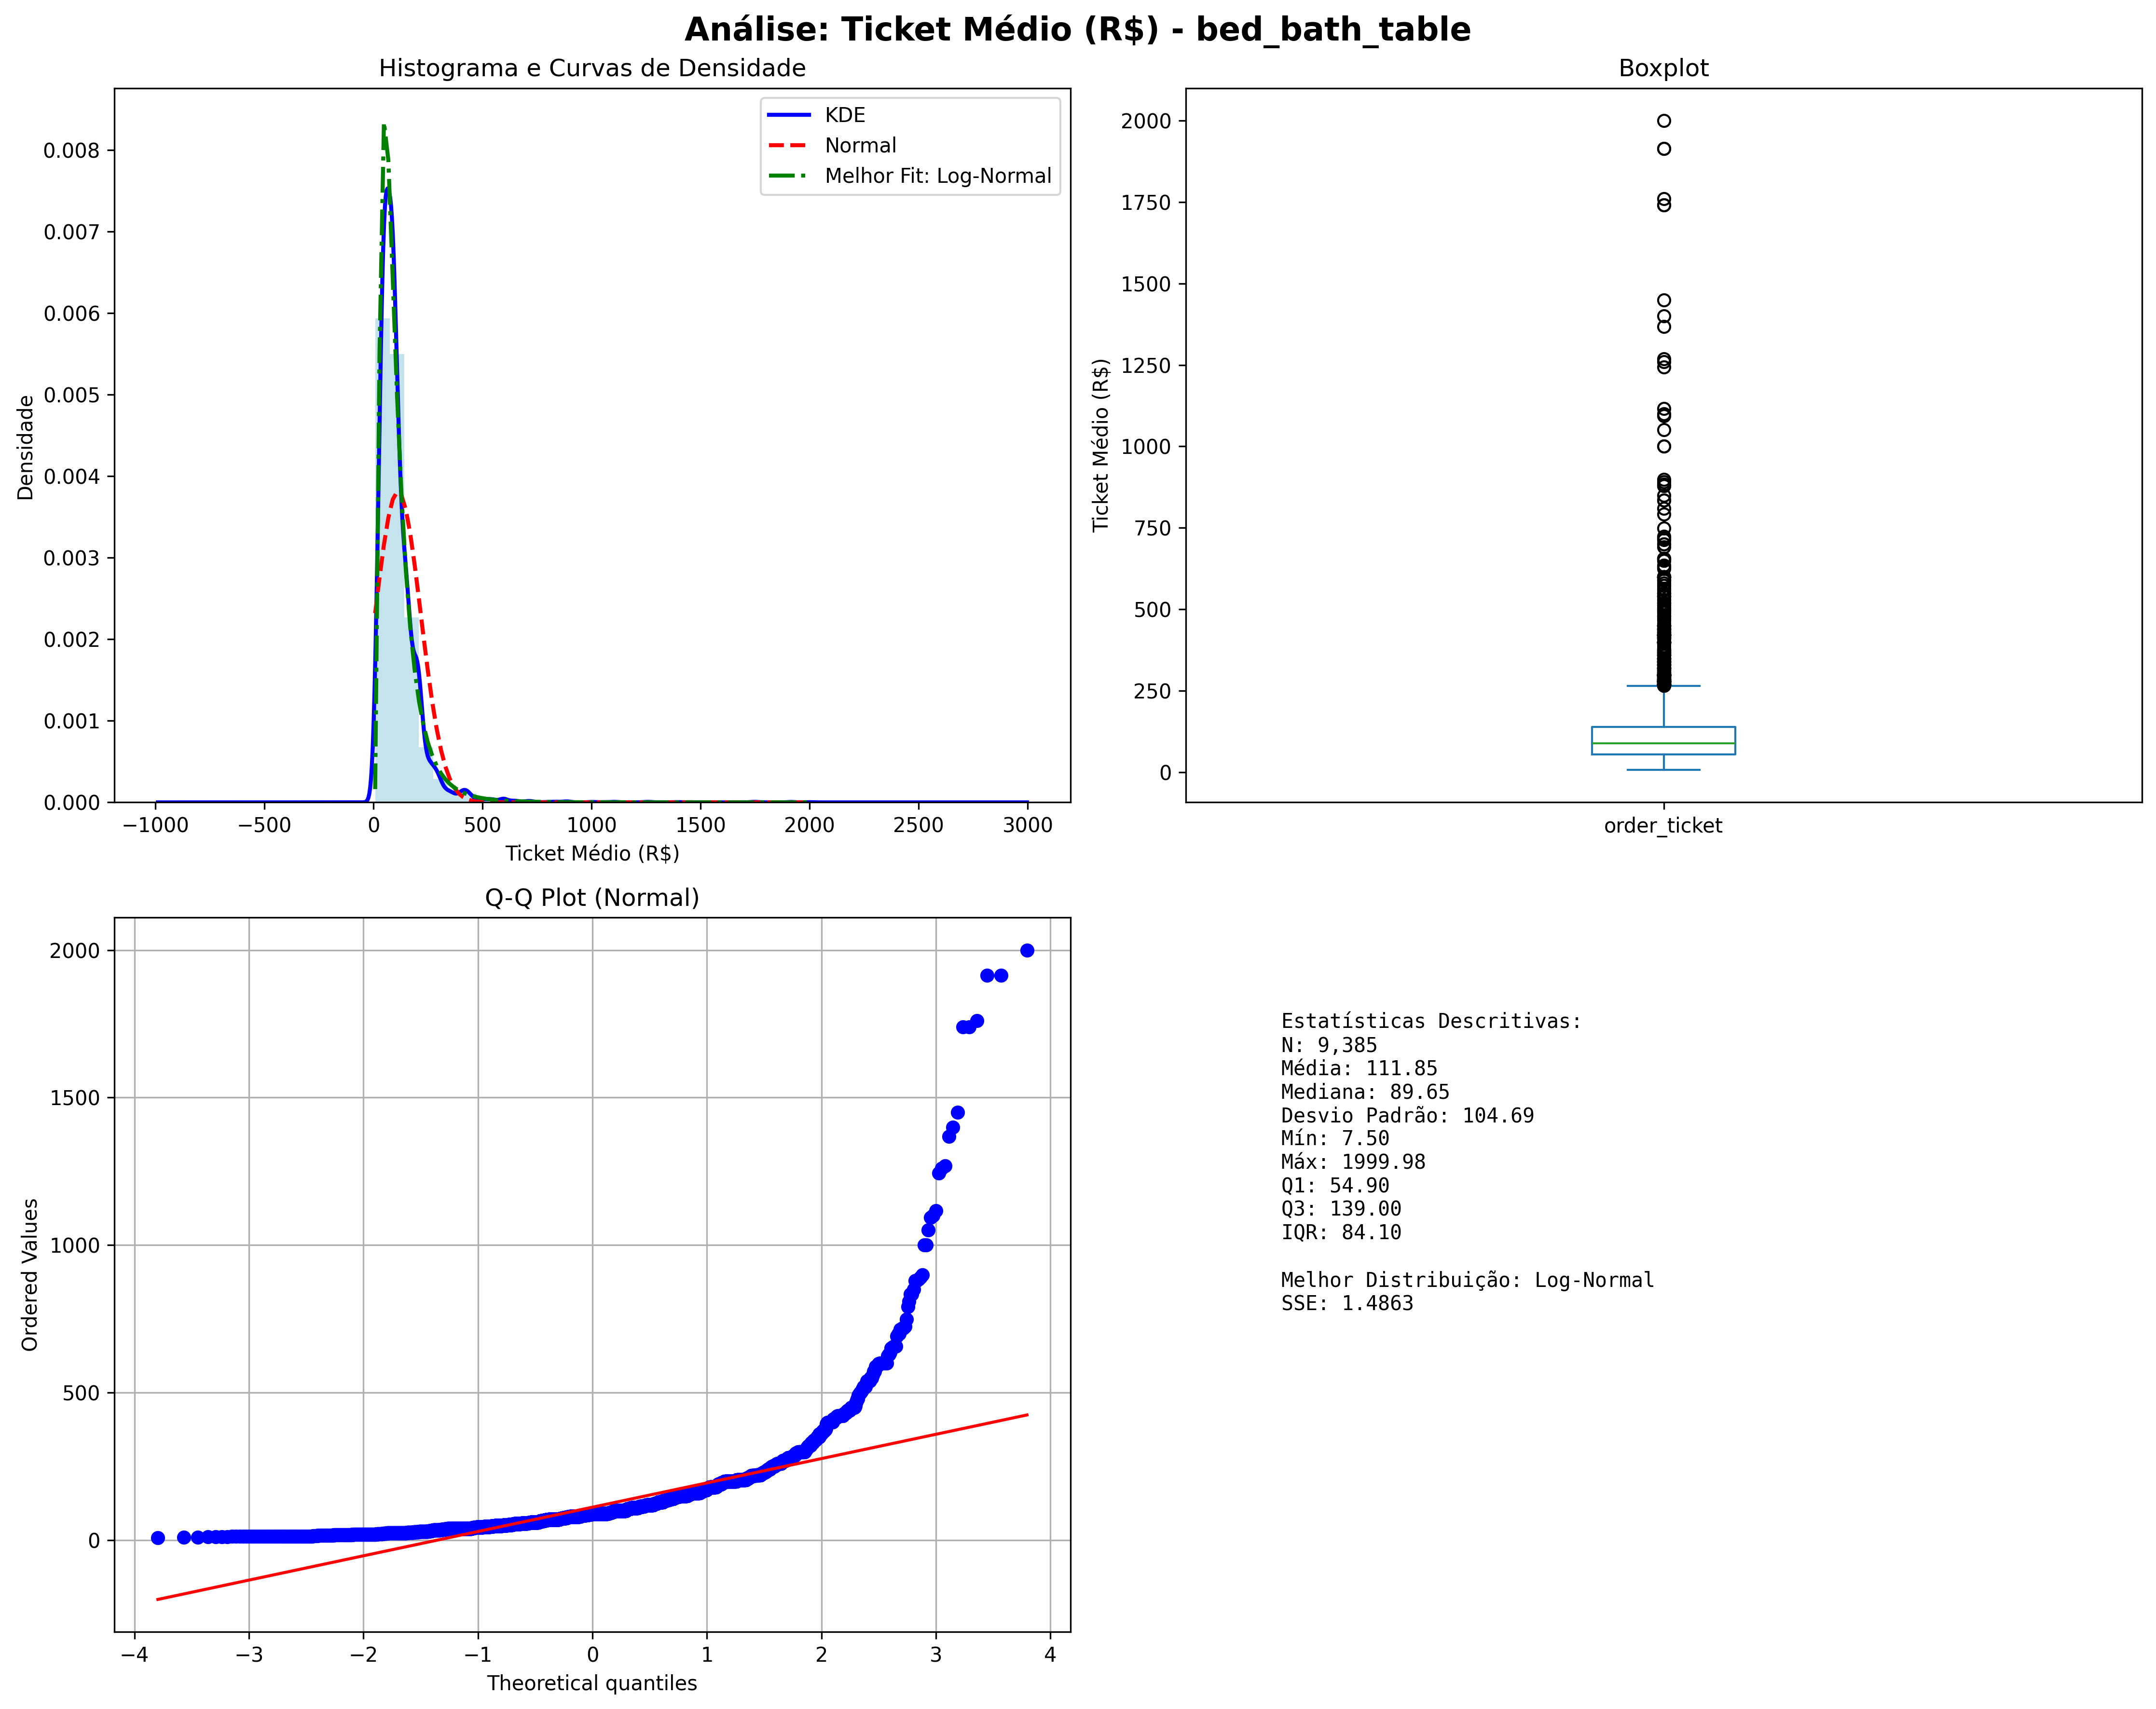 Análise: Ticket Médio (R$) - bed_bath_table
Histograma e Curvas de Densidade
KDE
Normal
Melhor Fit: Log-Normal
0.008
0.007
0.006
0.005
0.004
0.003
0.002
0.001
0.000
Densidade
−1000 −500 0 500 1000 1500 2000 2500 3000
Ticket Médio (R$)
Boxplot
2000
1750
1500
1250
1000
750
500
250
0
Ticket Médio (R$)
order_ticket
Q-Q Plot (Normal)
2000
1500
1000
500
0
Ordered Values
−4 −3 −2 −1 0 1 2 3 4
Theoretical quantiles
Estatísticas Descritivas:
N: 9,385
Média: 111.85
Mediana: 89.65
Desvio Padrão: 104.69
Mín: 7.50
Máx: 1999.98
Q1: 54.90
Q3: 139.00
IQR: 84.10
Melhor Distribuição: Log-Normal
SSE: 1.4863